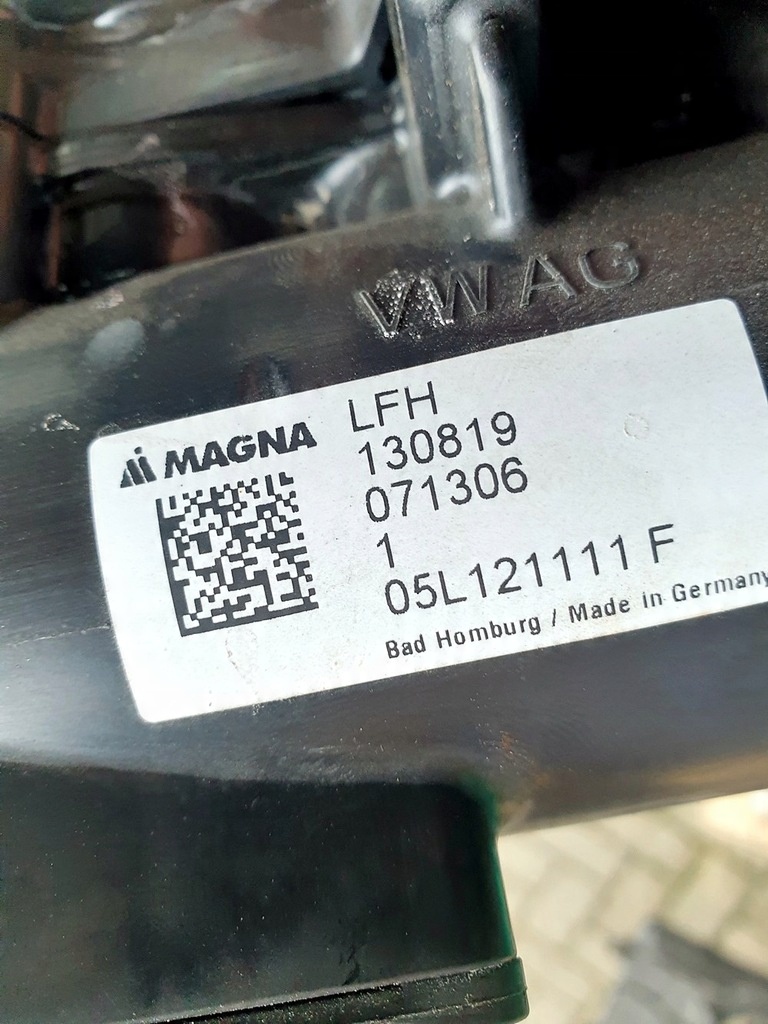 VW AG
MAGNA
LFH
130819
071306
1
05L121111 F
Bad Homburg / Made in Germany